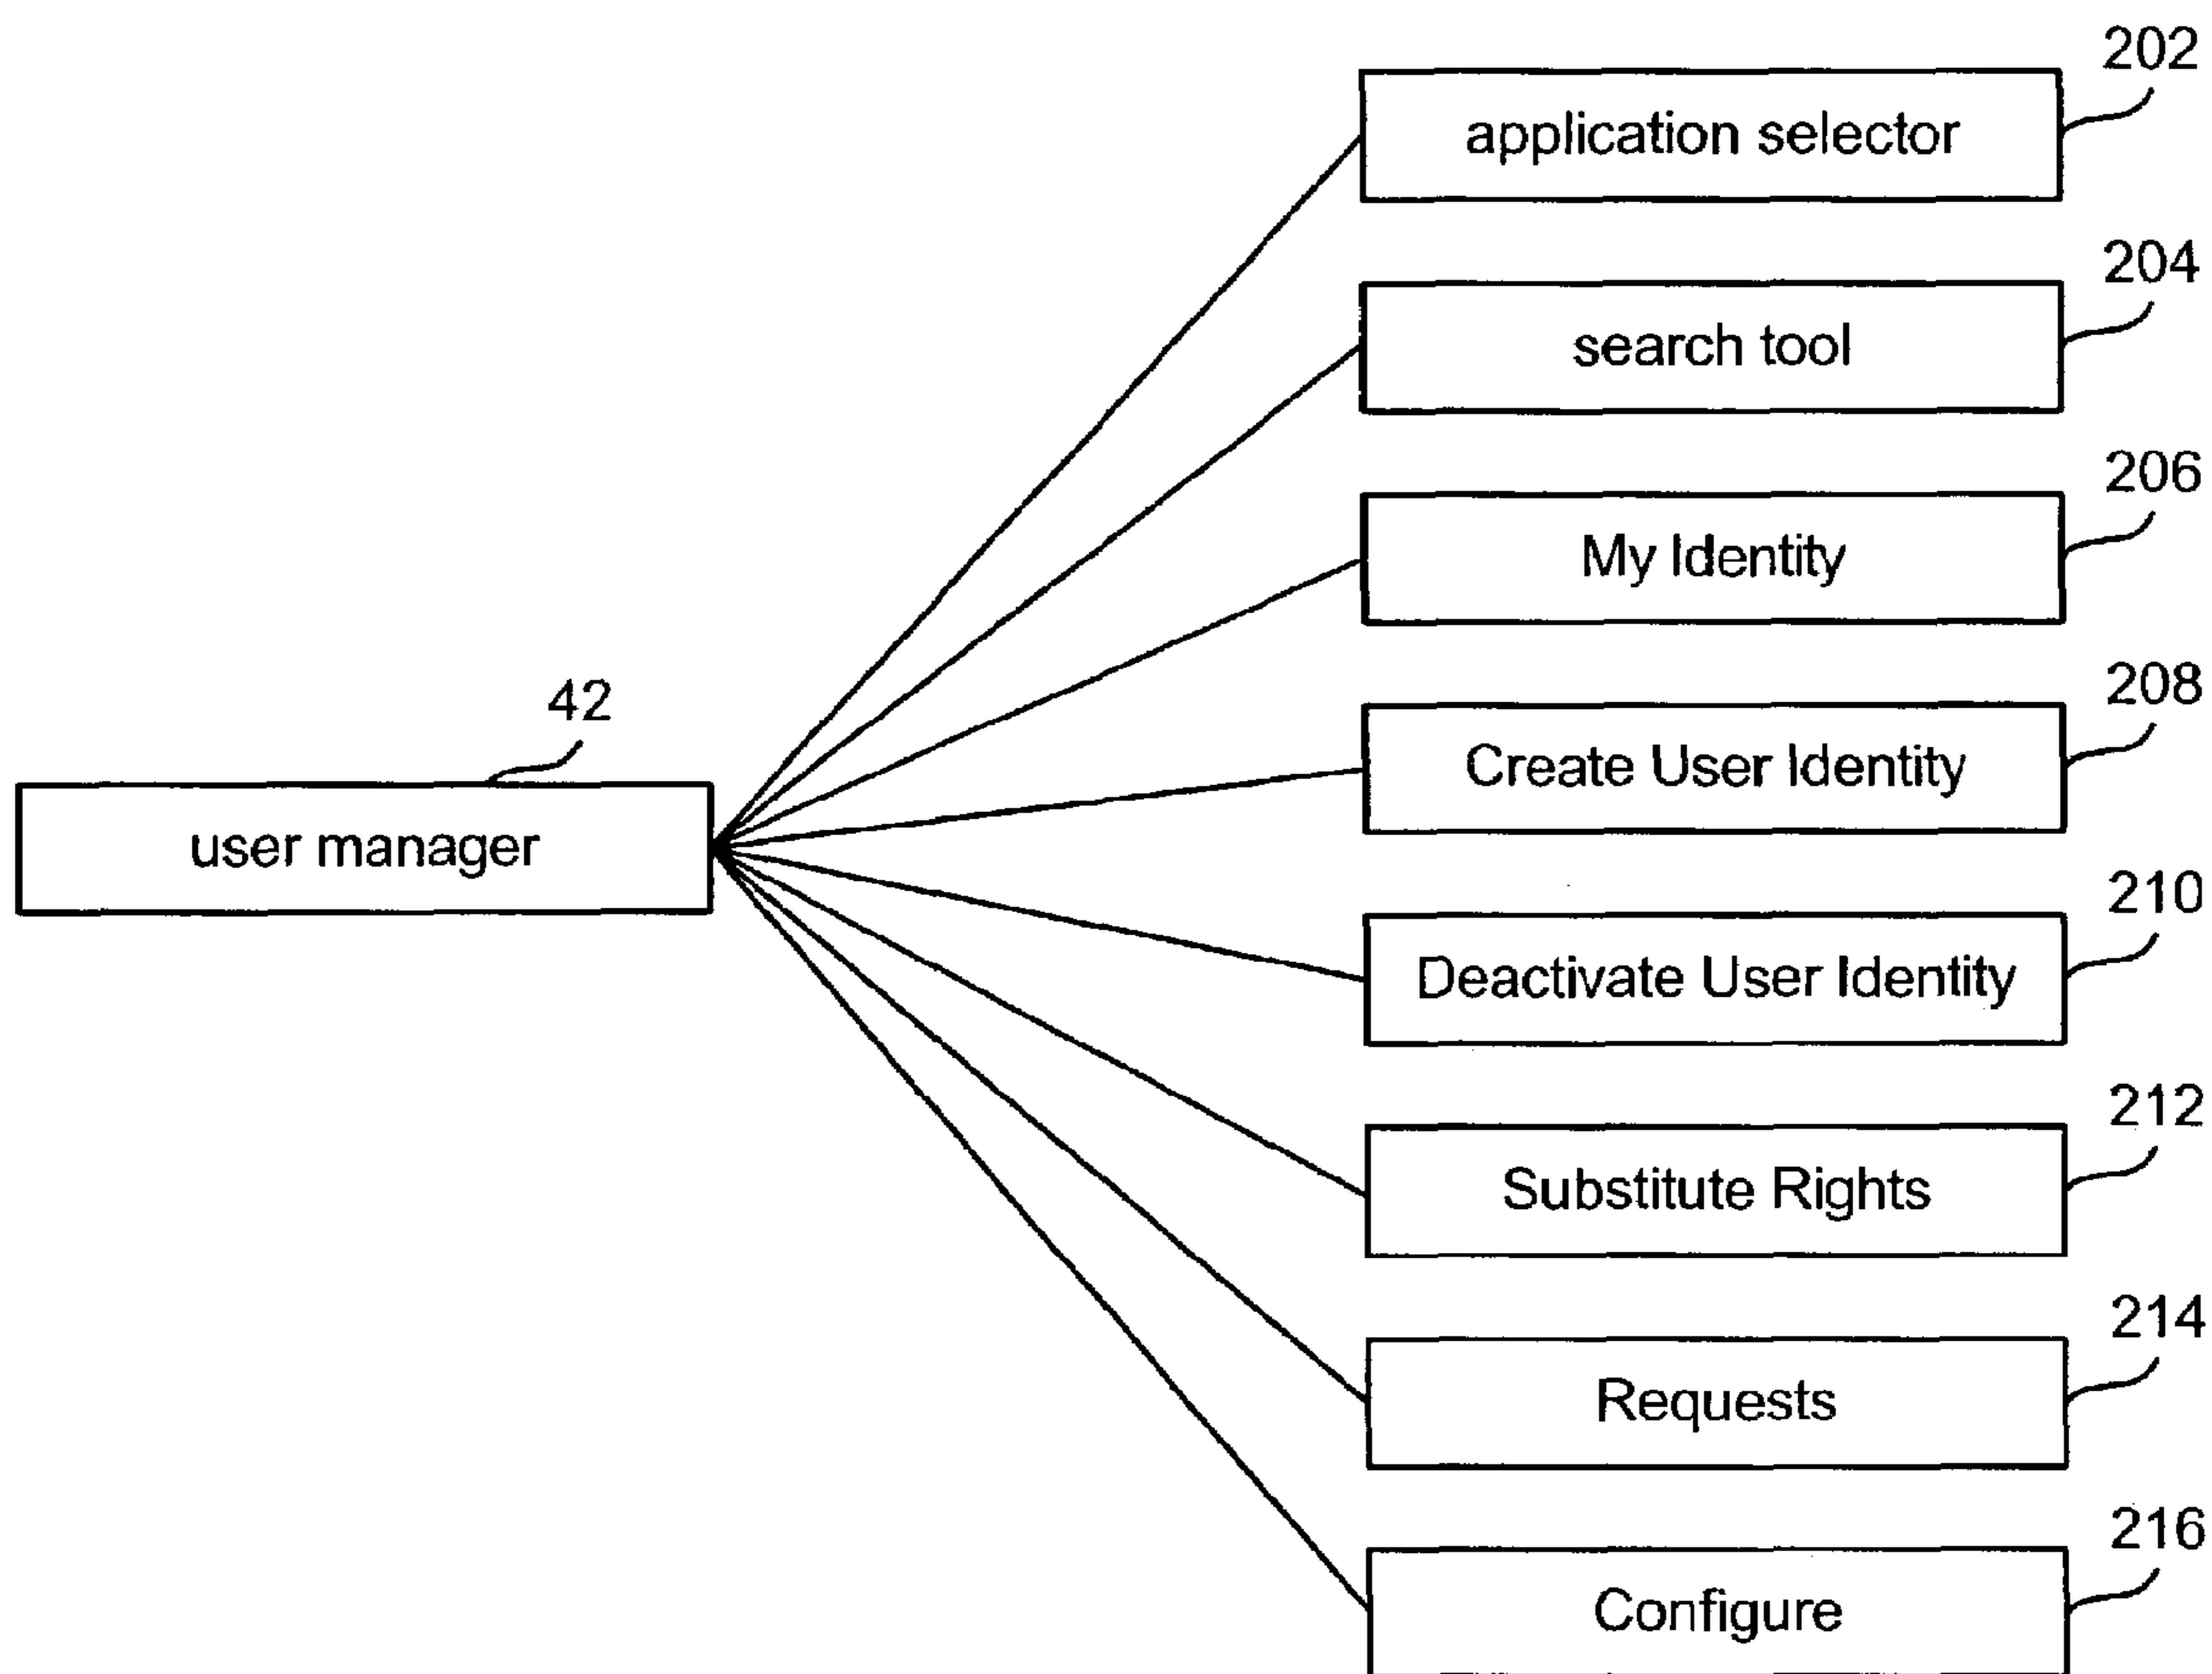 202
application selector
204
search tool
206
My Identity
208
Create User Identity
42
user manager
210
Deactivate User Identity
212
Substitute Rights
214
Requests
216
Configure